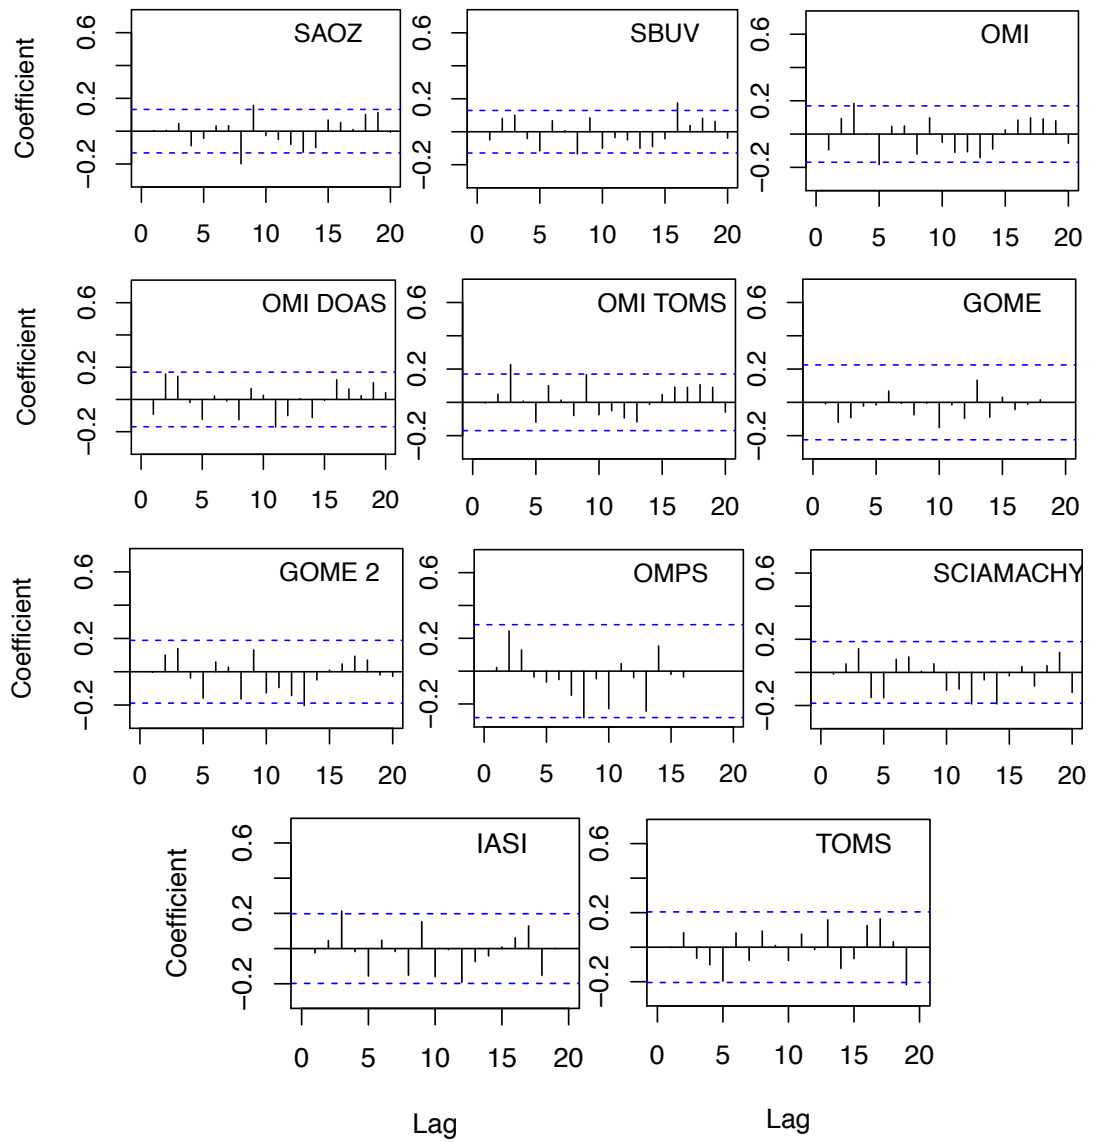 SAOZ SBUV OMI
Coefficient
0.6 0.2 −0.2
0.6 0.2 −0.2
0.6 0.2 −0.2
0 5 10 15 20 0 5 10 15 20 0 5 10 15 20
OMI DOAS OMI TOMS GOME
Coefficient
0.6 0.2 −0.2
0.6 0.2 −0.2
0.6 0.2 −0.2
0 5 10 15 20 0 5 10 15 20 0 5 10 15 20
GOME 2 OMPS SCIAMACHY
Coefficient
0.6 0.2 −0.2
0.6 0.2 −0.2
0.6 0.2 −0.2
0 5 10 15 20 0 5 10 15 20 0 5 10 15 20
IASI TOMS
Coefficient
0.6 0.2 −0.2
0.6 0.2 −0.2
0 5 10 15 20 0 5 10 15 20
Lag Lag